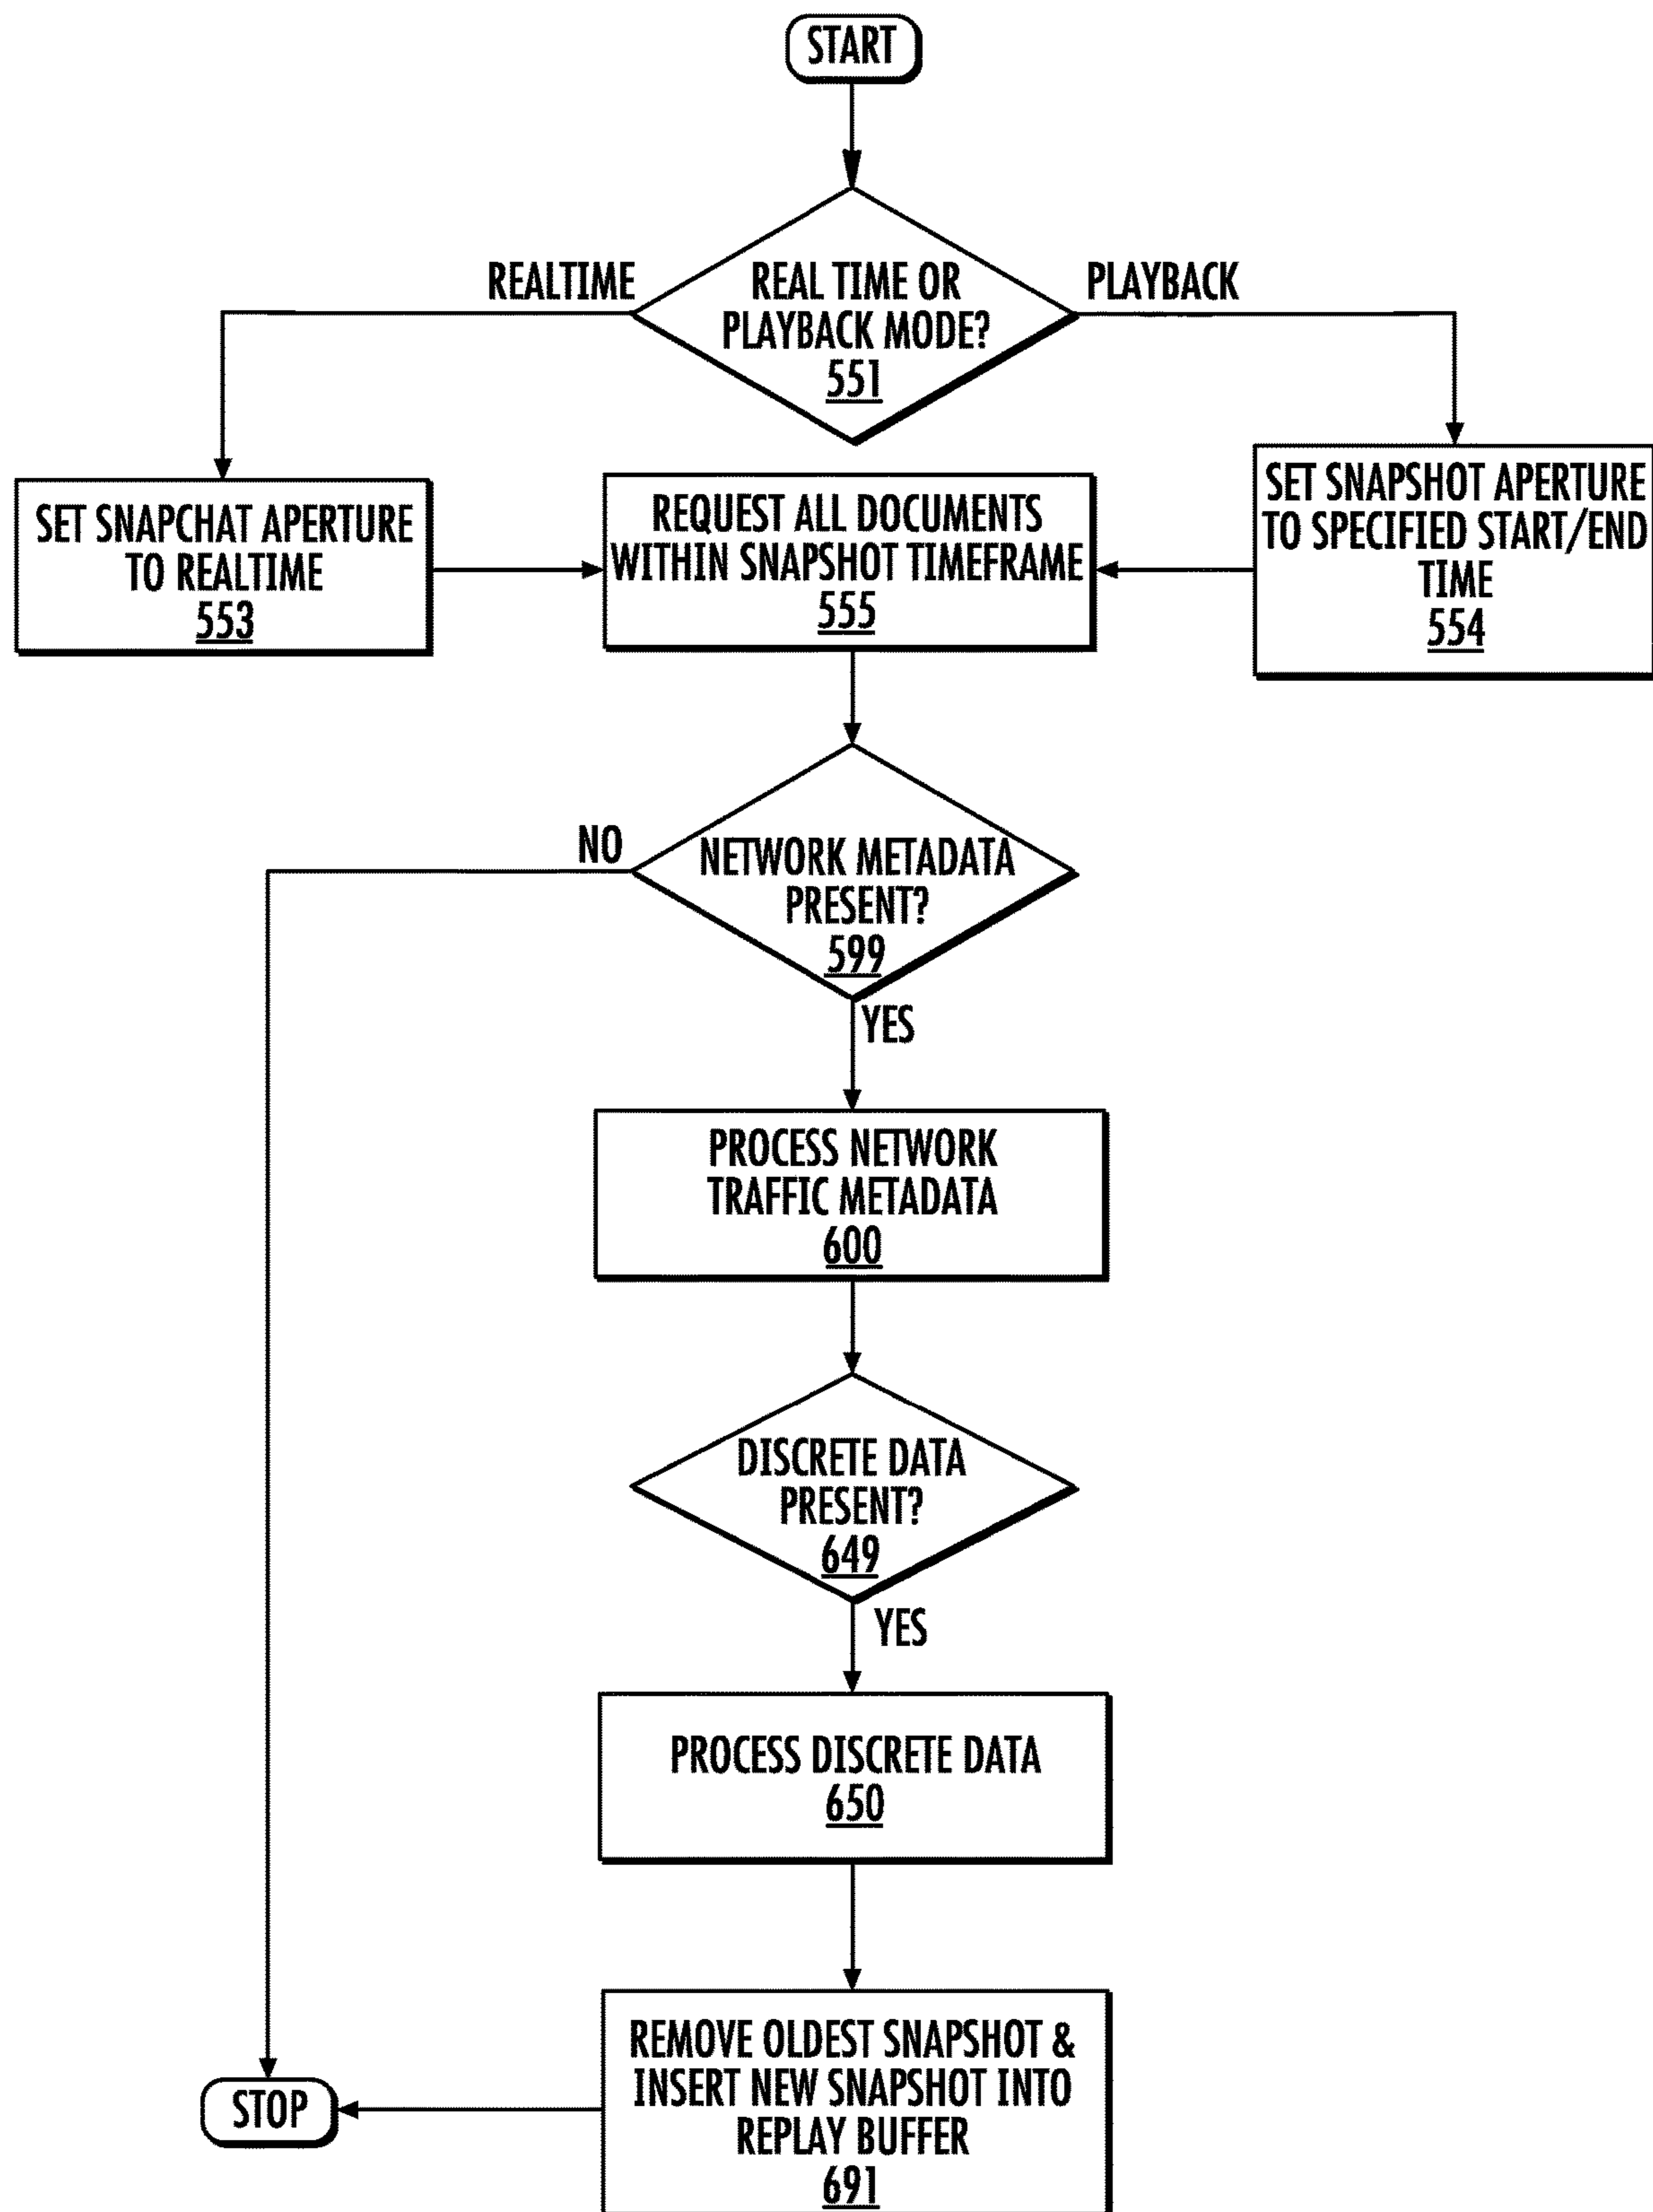 START
REALTIME
REAL TIME OR
PLAYBACK MODE?
551
PLAYBACK
SET SNAPCHAT APERTURE
TO REALTIME
553
REQUEST ALL DOCUMENTS
WITHIN SNAPSHOT TIMEFRAME
555
SET SNAPSHOT APERTURE
TO SPECIFIED START/END
TIME
554
NO
NETWORK METADATA
PRESENT?
599
YES
PROCESS NETWORK
TRAFFIC METADATA
600
DISCRETE DATA
PRESENT?
649
YES
PROCESS DISCRETE DATA
650
REMOVE OLDEST SNAPSHOT &
INSERT NEW SNAPSHOT INTO
REPLAY BUFFER
691
STOP